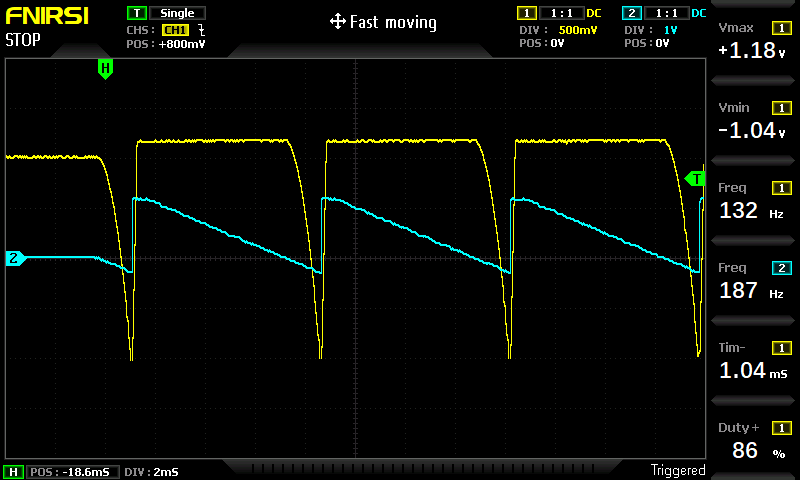 FNIRSI
STOP
T Single
CHS: CH1
POS: +800mV
Fast moving
1 1:1 DC
DIV: 500mV
POS: 0V
2 1:1 DC
DIV: 1V
POS: 0V
H
T
2
Vmax 1
+1.18 v
Vmin 1
-1.04 v
Freq 1
132 Hz
Freq 2
187 Hz
Tim- 1
1.04 mS
Duty+ 1
86 %
H POS: -18.6mS DIV: 2mS
Triggered